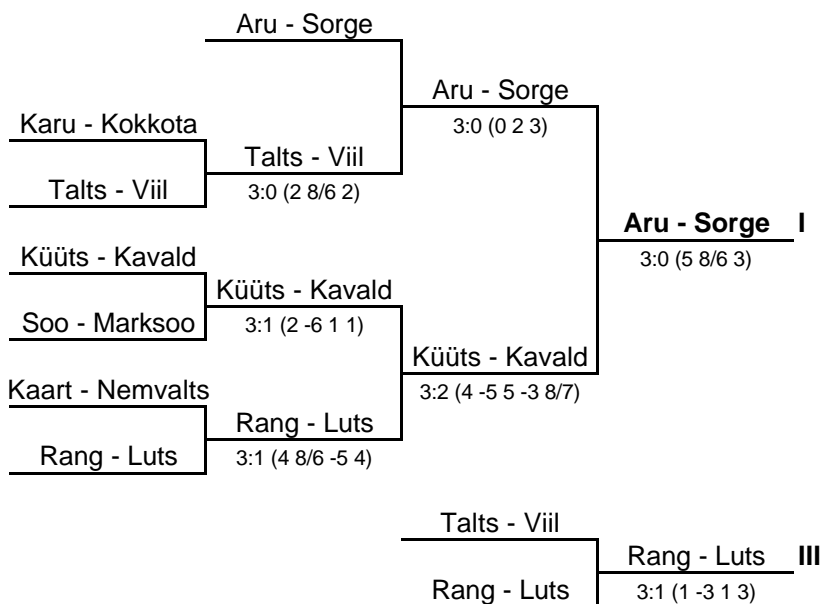 Aru - Sorge
Aru - Sorge
3:0 (0 2 3)
Karu - Kokkota
Talts - Viil
3:0 (2 8/6 2)
Talts - Viil
Aru - Sorge I
3:0 (5 8/6 3)
Küüts - Kavald
Küüts - Kavald
3:1 (2 -6 1 1)
Soo - Marksoo
Küüts - Kavald
3:2 (4 -5 5 -3 8/7)
Kaart - Nemvalts
Rang - Luts
3:1 (4 8/6 -5 4)
Rang - Luts
Talts - Viil
Rang - Luts III
3:1 (1 -3 1 3)
Rang - Luts